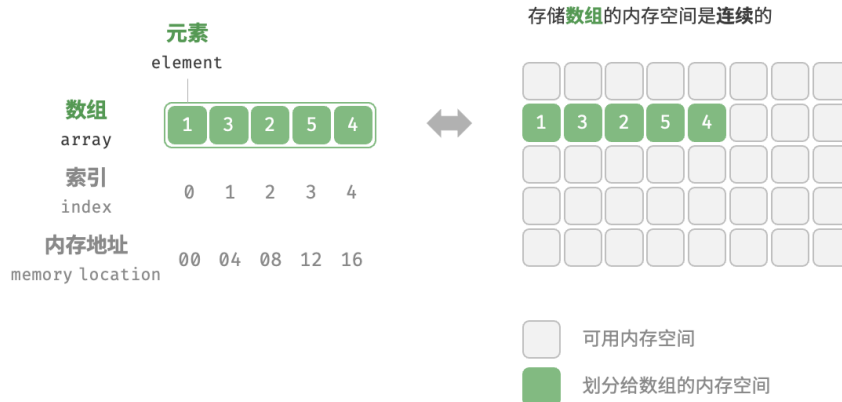 元素
element
数组
array
1 3 2 5 4
索引
index
0 1 2 3 4
内存地址
memory location
00 04 08 12 16
存储数组的内存空间是连续的
1 3 2 5 4
可用内存空间
划分给数组的内存空间